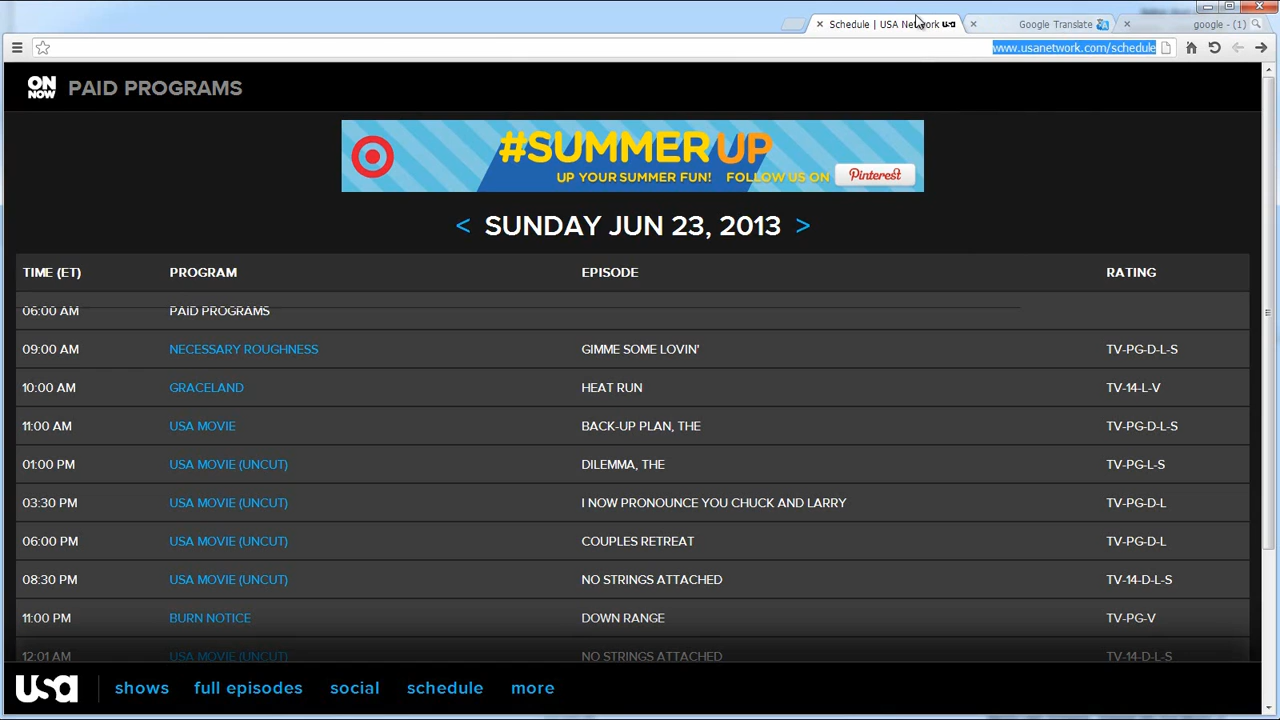 Schedule | USA Network usa
Google Translate
google - (1)
www.usanetwork.com/schedule
ON NOW PAID PROGRAMS
#SUMMERUP
UP YOUR SUMMER FUN! FOLLOW US ON Pinterest
< SUNDAY JUN 23, 2013 >
TIME (ET) PROGRAM EPISODE RATING
06:00 AM PAID PROGRAMS
09:00 AM NECESSARY ROUGHNESS GIMME SOME LOVIN' TV-PG-D-L-S
10:00 AM GRACELAND HEAT RUN TV-14-L-V
11:00 AM USA MOVIE BACK-UP PLAN, THE TV-PG-D-L-S
01:00 PM USA MOVIE (UNCUT) DILEMMA, THE TV-PG-L-S
03:30 PM USA MOVIE (UNCUT) I NOW PRONOUNCE YOU CHUCK AND LARRY TV-PG-D-L
06:00 PM USA MOVIE (UNCUT) COUPLES RETREAT TV-PG-D-L
08:30 PM USA MOVIE (UNCUT) NO STRINGS ATTACHED TV-14-D-L-S
11:00 PM BURN NOTICE DOWN RANGE TV-PG-V
12:01 AM USA MOVIE (UNCUT) NO STRINGS ATTACHED TV-14-D-L-S
usa shows full episodes social schedule more